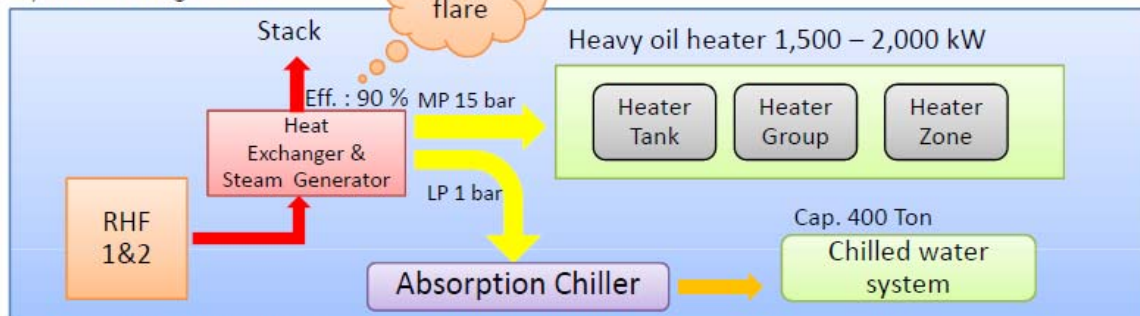 flare
Stack
Heavy oil heater 1,500 – 2,000 kW
Eff. : 90 %
MP 15 bar
Heat
Exchanger &
Steam Generator
Heater
Tank
Heater
Group
Heater
Zone
LP 1 bar
RHF
1&2
Cap. 400 Ton
Chilled water
system
Absorption Chiller